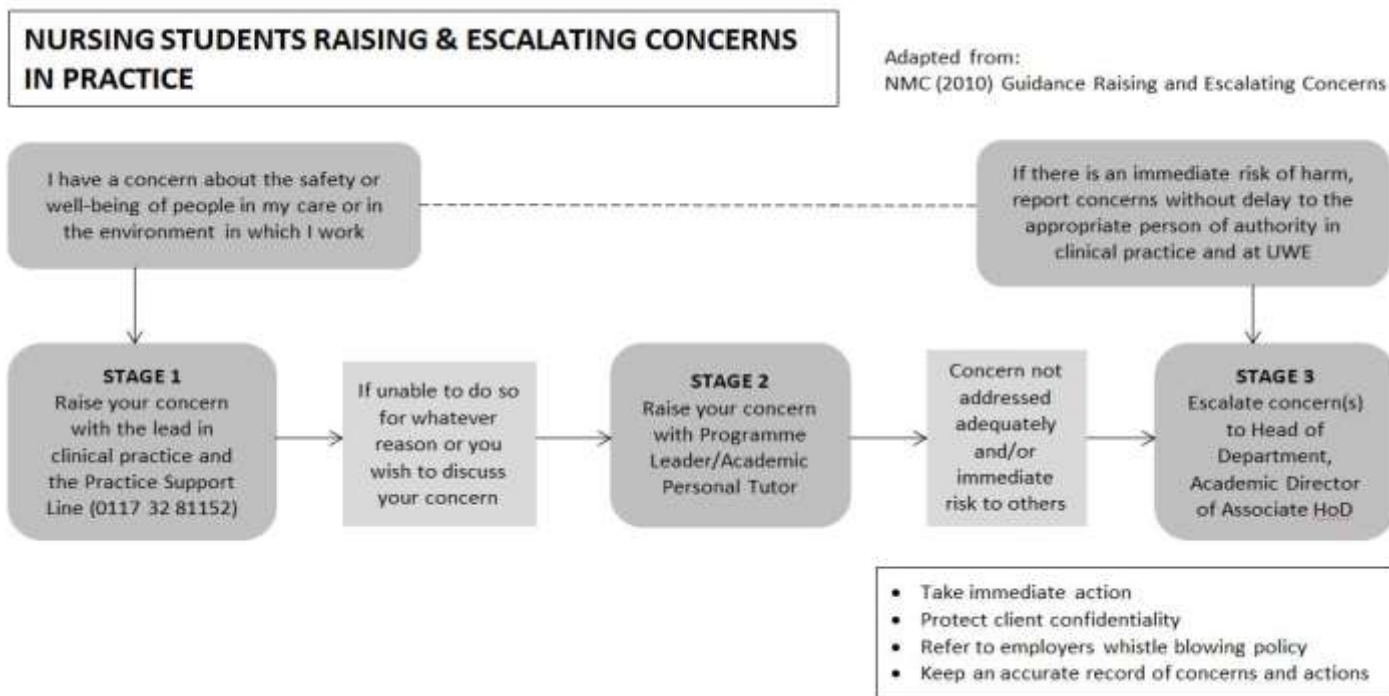 NURSING STUDENTS RAISING & ESCALATING CONCERNS
IN PRACTICE
Adapted from:
NMC (2010) Guidance Raising and Escalating Concerns
I have a concern about the safety or
well-being of people in my care or in
the environment in which I work
If there is an immediate risk of harm,
report concerns without delay to the
appropriate person of authority in
clinical practice and at UWE
STAGE 1
Raise your concern
with the lead in
clinical practice and
the Practice Support
Line (0117 32 81152)
If unable to do so
for whatever
reason or you
wish to discuss
your concern
STAGE 2
Raise your concern
with Programme
Leader/Academic
Personal Tutor
Concern not
addressed
adequately
and/or
immediate
risk to others
STAGE 3
Escalate concern(s)
to Head of
Department,
Academic Director
of Associate HoD
• Take immediate action
• Protect client confidentiality
• Refer to employers whistle blowing policy
• Keep an accurate record of concerns and actions